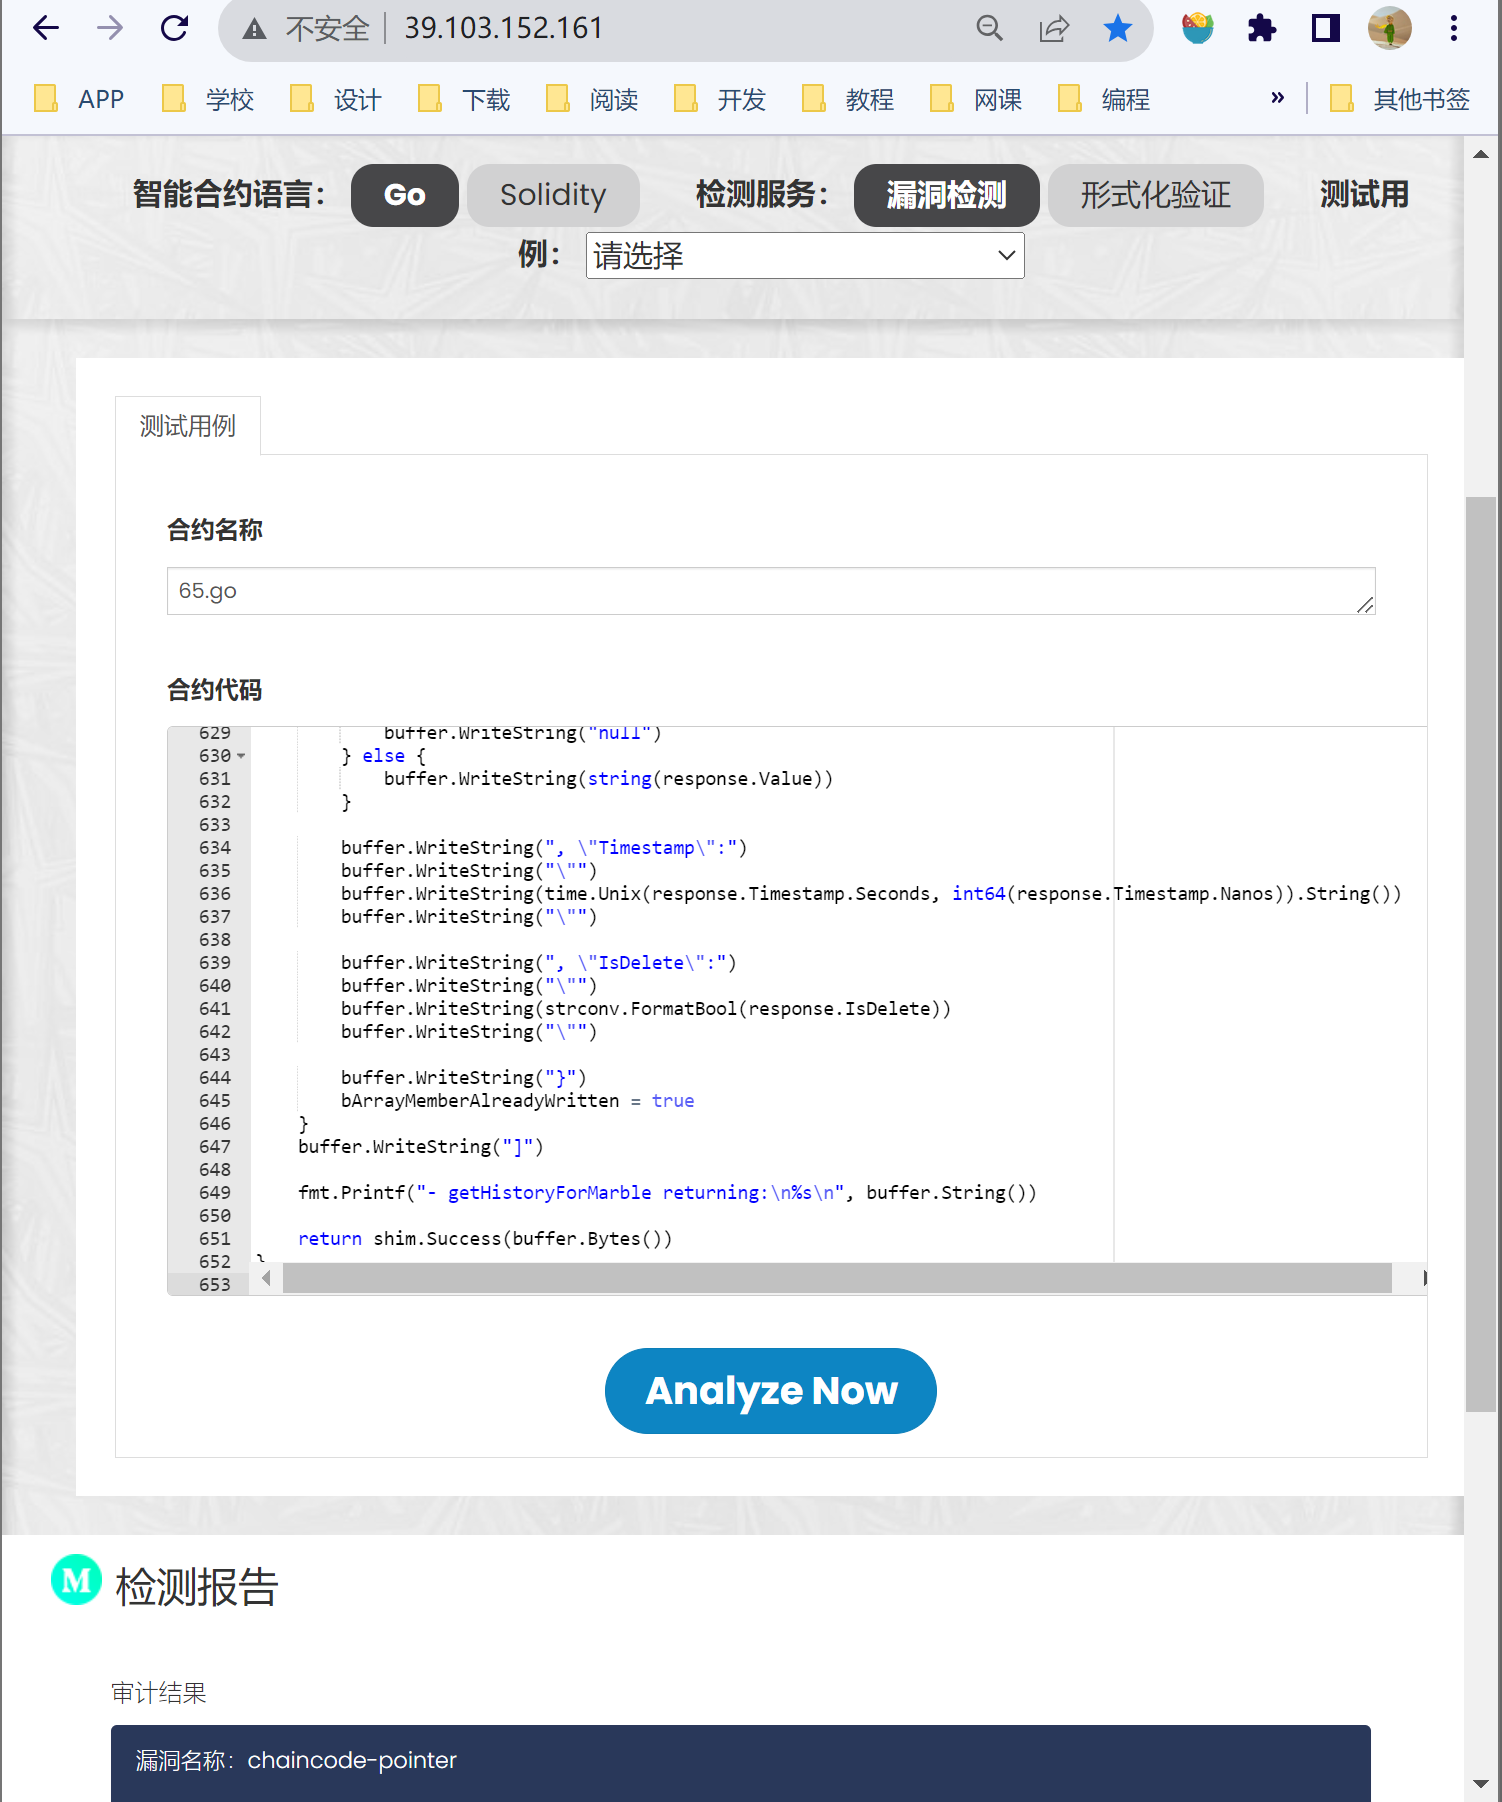 不安全 39.103.152.161
APP 学校 设计 下载 阅读 开发 教程 网课 编程 » 其他书签
智能合约语言： Go Solidity 检测服务： 漏洞检测 形式化验证 测试用
例： 请选择
测试用例
合约名称
65.go
合约代码
629 buffer.WriteString("null")
630 } else {
631 buffer.WriteString(string(response.Value))
632 }
633
634 buffer.WriteString(", \"Timestamp\":")
635 buffer.WriteString("\"")
636 buffer.WriteString(time.Unix(response.Timestamp.Seconds, int64(response.Timestamp.Nanos)).String())
637 buffer.WriteString("\"")
638
639 buffer.WriteString(", \"IsDelete\":")
640 buffer.WriteString("\"")
641 buffer.WriteString(strconv.FormatBool(response.IsDelete))
642 buffer.WriteString("\"")
643
644 buffer.WriteString("}")
645 bArrayMemberAlreadyWritten = true
646 }
647 buffer.WriteString("]")
648
649 fmt.Printf("- getHistoryForMarble returning:\n%s\n", buffer.String())
650
651 return shim.Success(buffer.Bytes())
652 }
653
Analyze Now
M 检测报告
审计结果
漏洞名称：chaincode-pointer